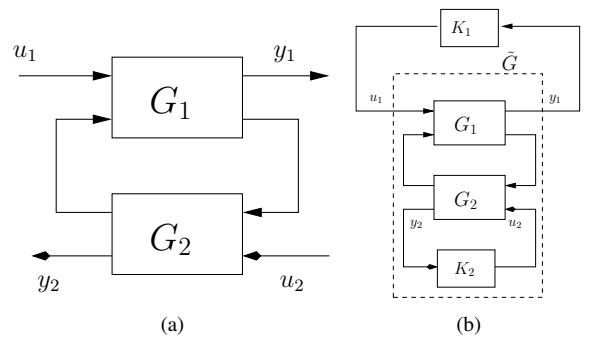 u₁
y₁
G₁
G₂
y₂
u₂
(a)
K₁
G̃
u₁
y₁
G₁
G₂
y₂
u₂
K₂
(b)